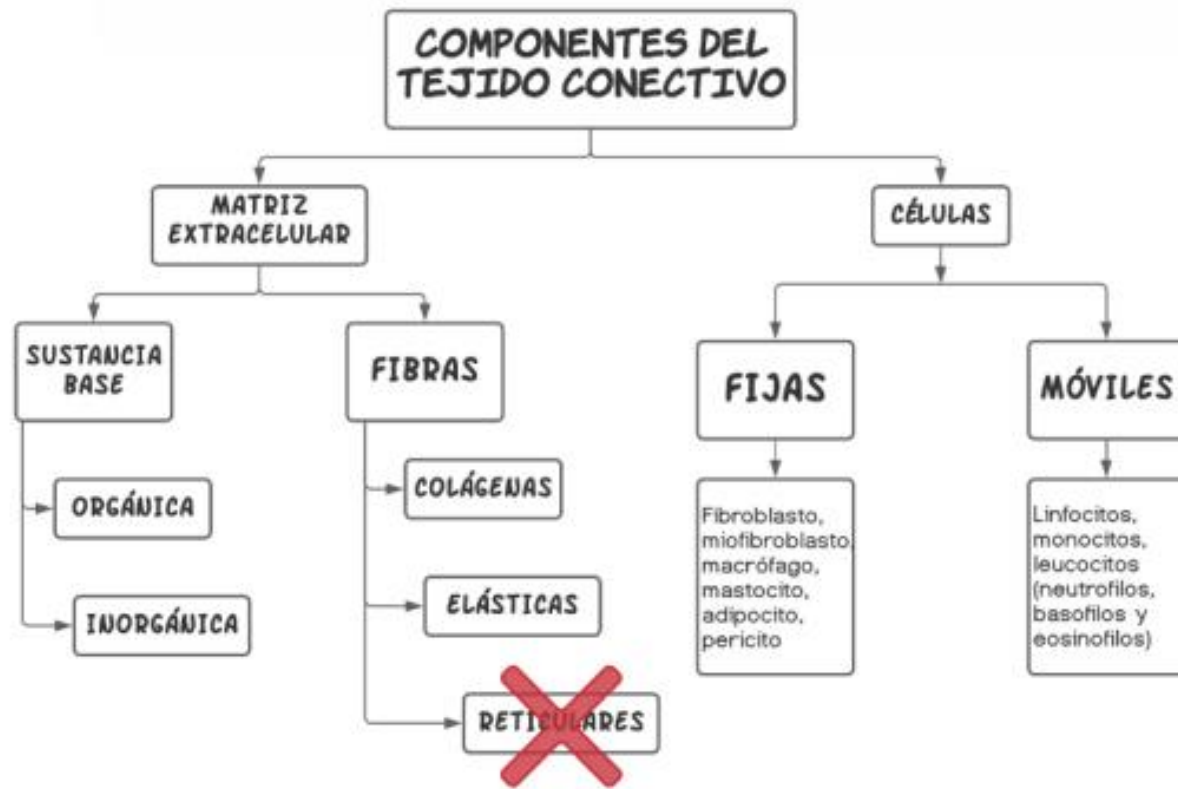 COMPONENTES DEL
TEJIDO CONECTIVO
MATRIZ
EXTRACELULAR
CÉLULAS
SUSTANCIA
BASE
FIBRAS
FIJAS
MÓVILES
ORGÁNICA
INORGÁNICA
COLÁGENAS
ELÁSTICAS
RETICULARES
Fibroblasto,
miofibroblasto,
macrófago,
mastocito,
adipocito,
pericito
Linfocitos,
monocitos,
leucocitos
(neutrofilos,
basofilos y
eosinofilos)